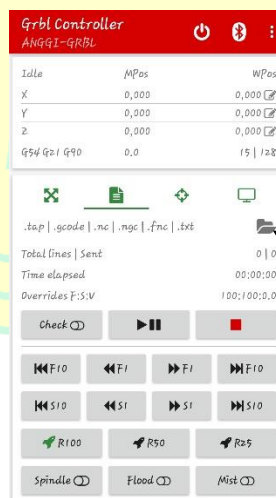 Grbl Controller
ANGGI-GRBL
Idle MPos WPos
X 0,000 0,000
Y 0,000 0,000
Z 0,000 0,000
G54 G21 G90 0.0 15 | 128
.tap | .gcode | .nc | .ngc | .fnc | .txt
Total lines | Sent 0 | 0
Time elapsed 00:00:00
Overrides F:S:V 100:100:0.0
Check
F10 F1 F1 F10
S10 S1 S1 S10
R100 R50 R25
Spindle Flood Mist